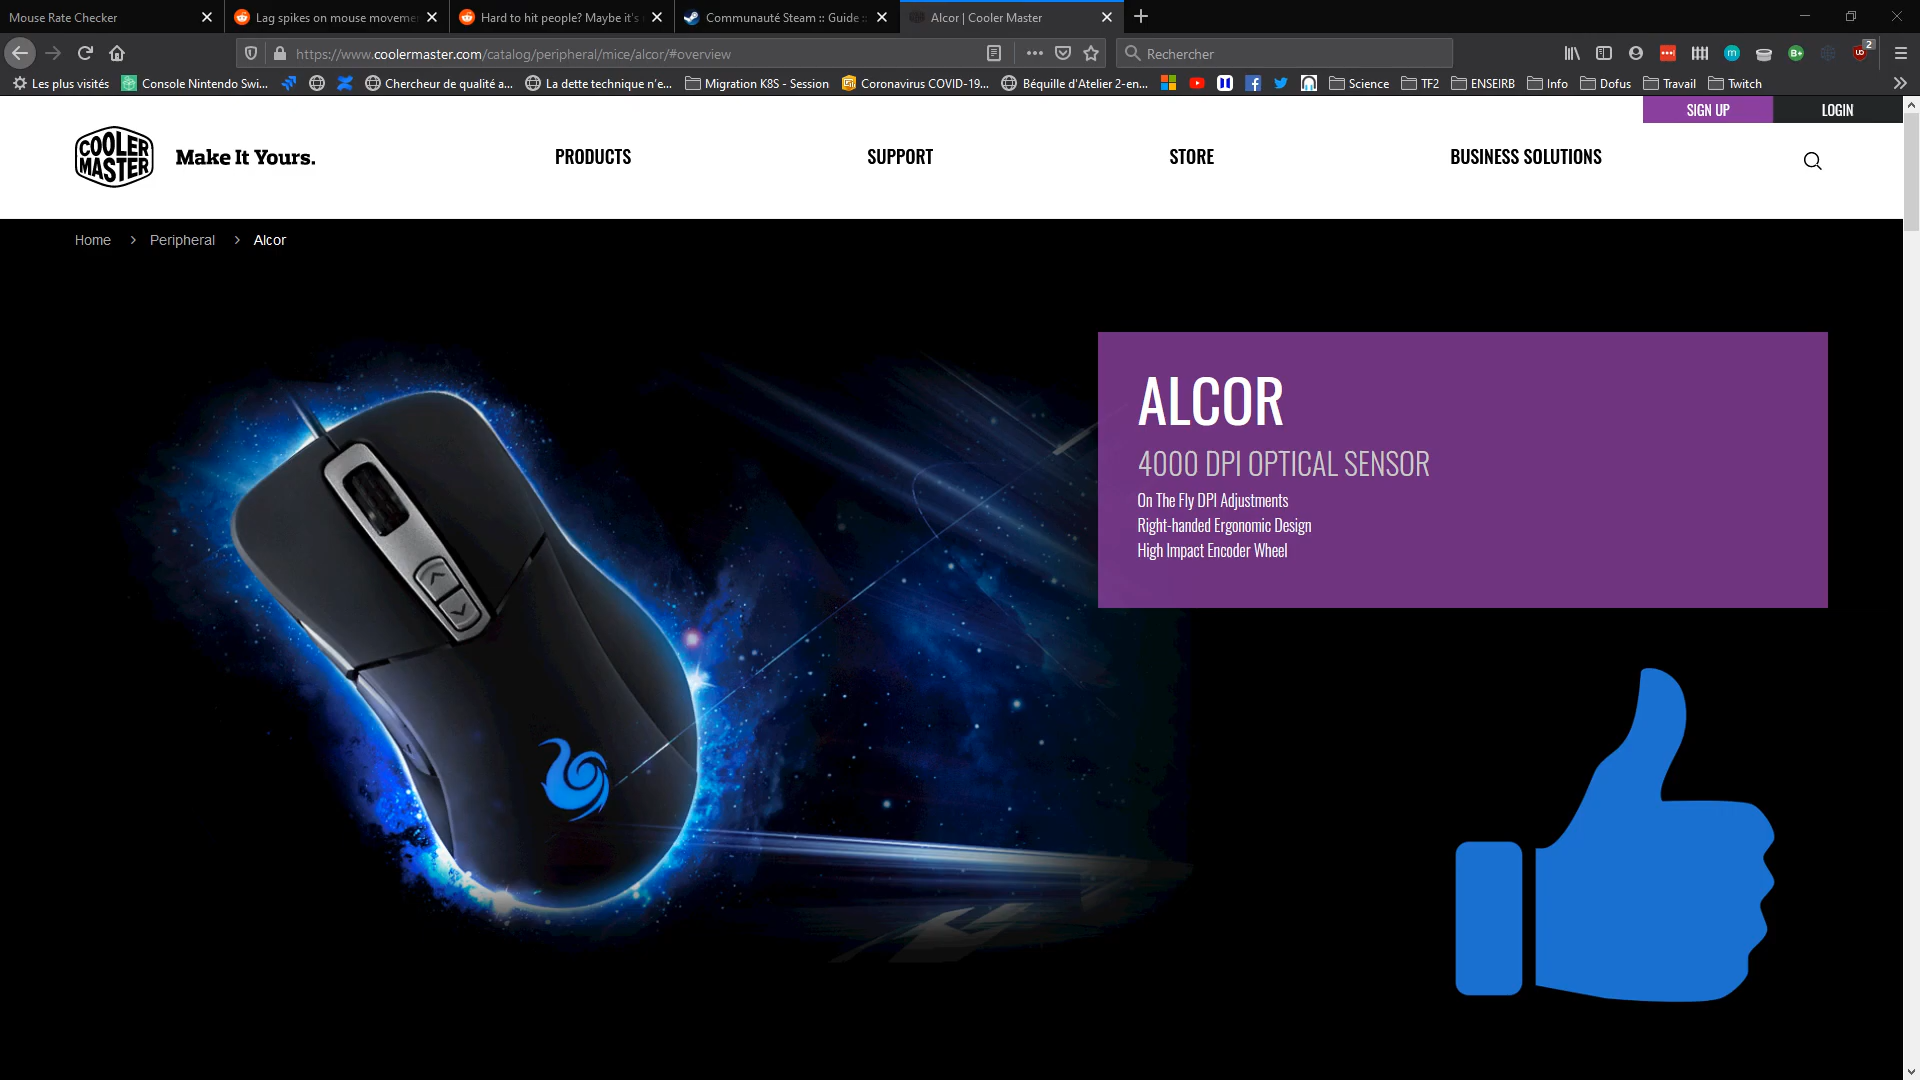 Mouse Rate Checker
Lag spikes on mouse moveme
Hard to hit people? Maybe it's
Communauté Steam :: Guide ::
Alcor | Cooler Master
https://www.coolermaster.com/catalog/peripheral/mice/alcor/#overview
Rechercher
2
Les plus visités
Console Nintendo Swi...
Chercheur de qualité a...
La dette technique n'e...
Migration K8S - Session
Coronavirus COVID-19...
Béquille d'Atelier 2-en...
Science
TF2
ENSEIRB
Info
Dofus
Travail
Twitch
SIGN UP
LOGIN
COOLER
MASTER
Make It Yours.
PRODUCTS
SUPPORT
STORE
BUSINESS SOLUTIONS
Home > Peripheral > Alcor
ALCOR
4000 DPI OPTICAL SENSOR
On The Fly DPI Adjustments
Right-handed Ergonomic Design
High Impact Encoder Wheel